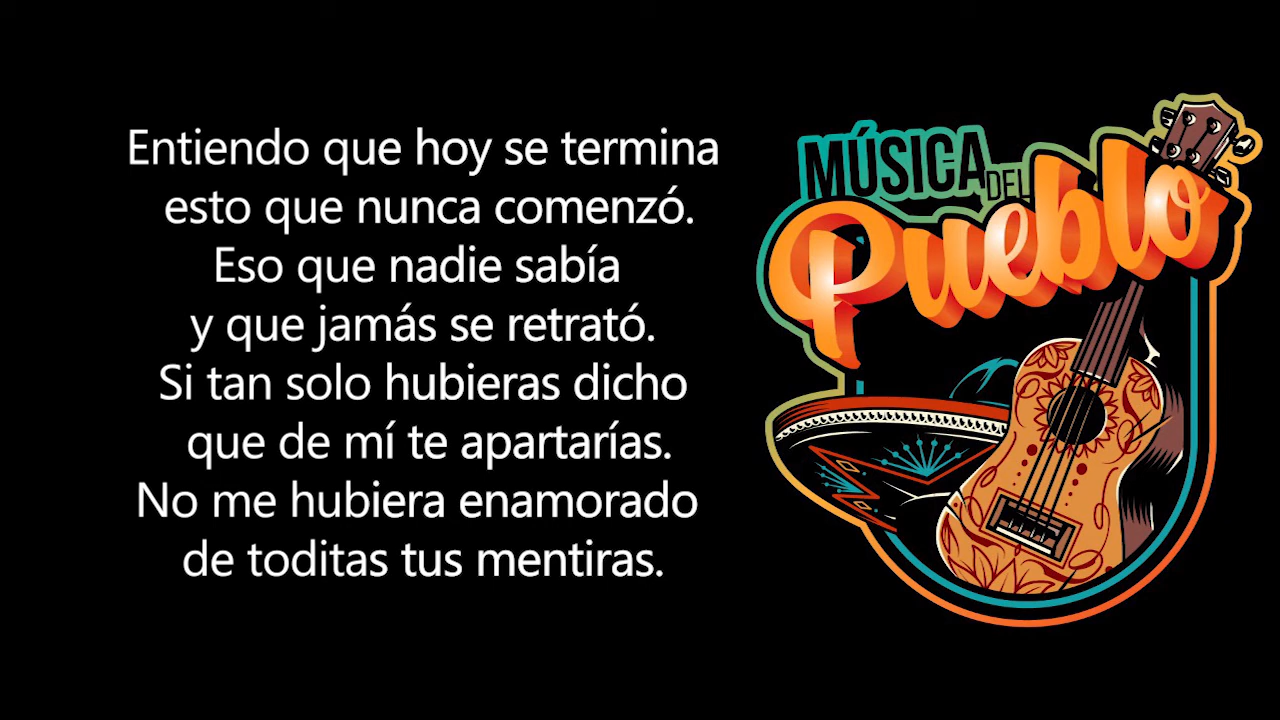 Entiendo que hoy se termina
esto que nunca comenzó.
Eso que nadie sabía
y que jamás se retrató.
Si tan solo hubieras dicho
que de mí te apartarías.
No me hubiera enamorado
de toditas tus mentiras.
MÚSICA DEL
Pueblo